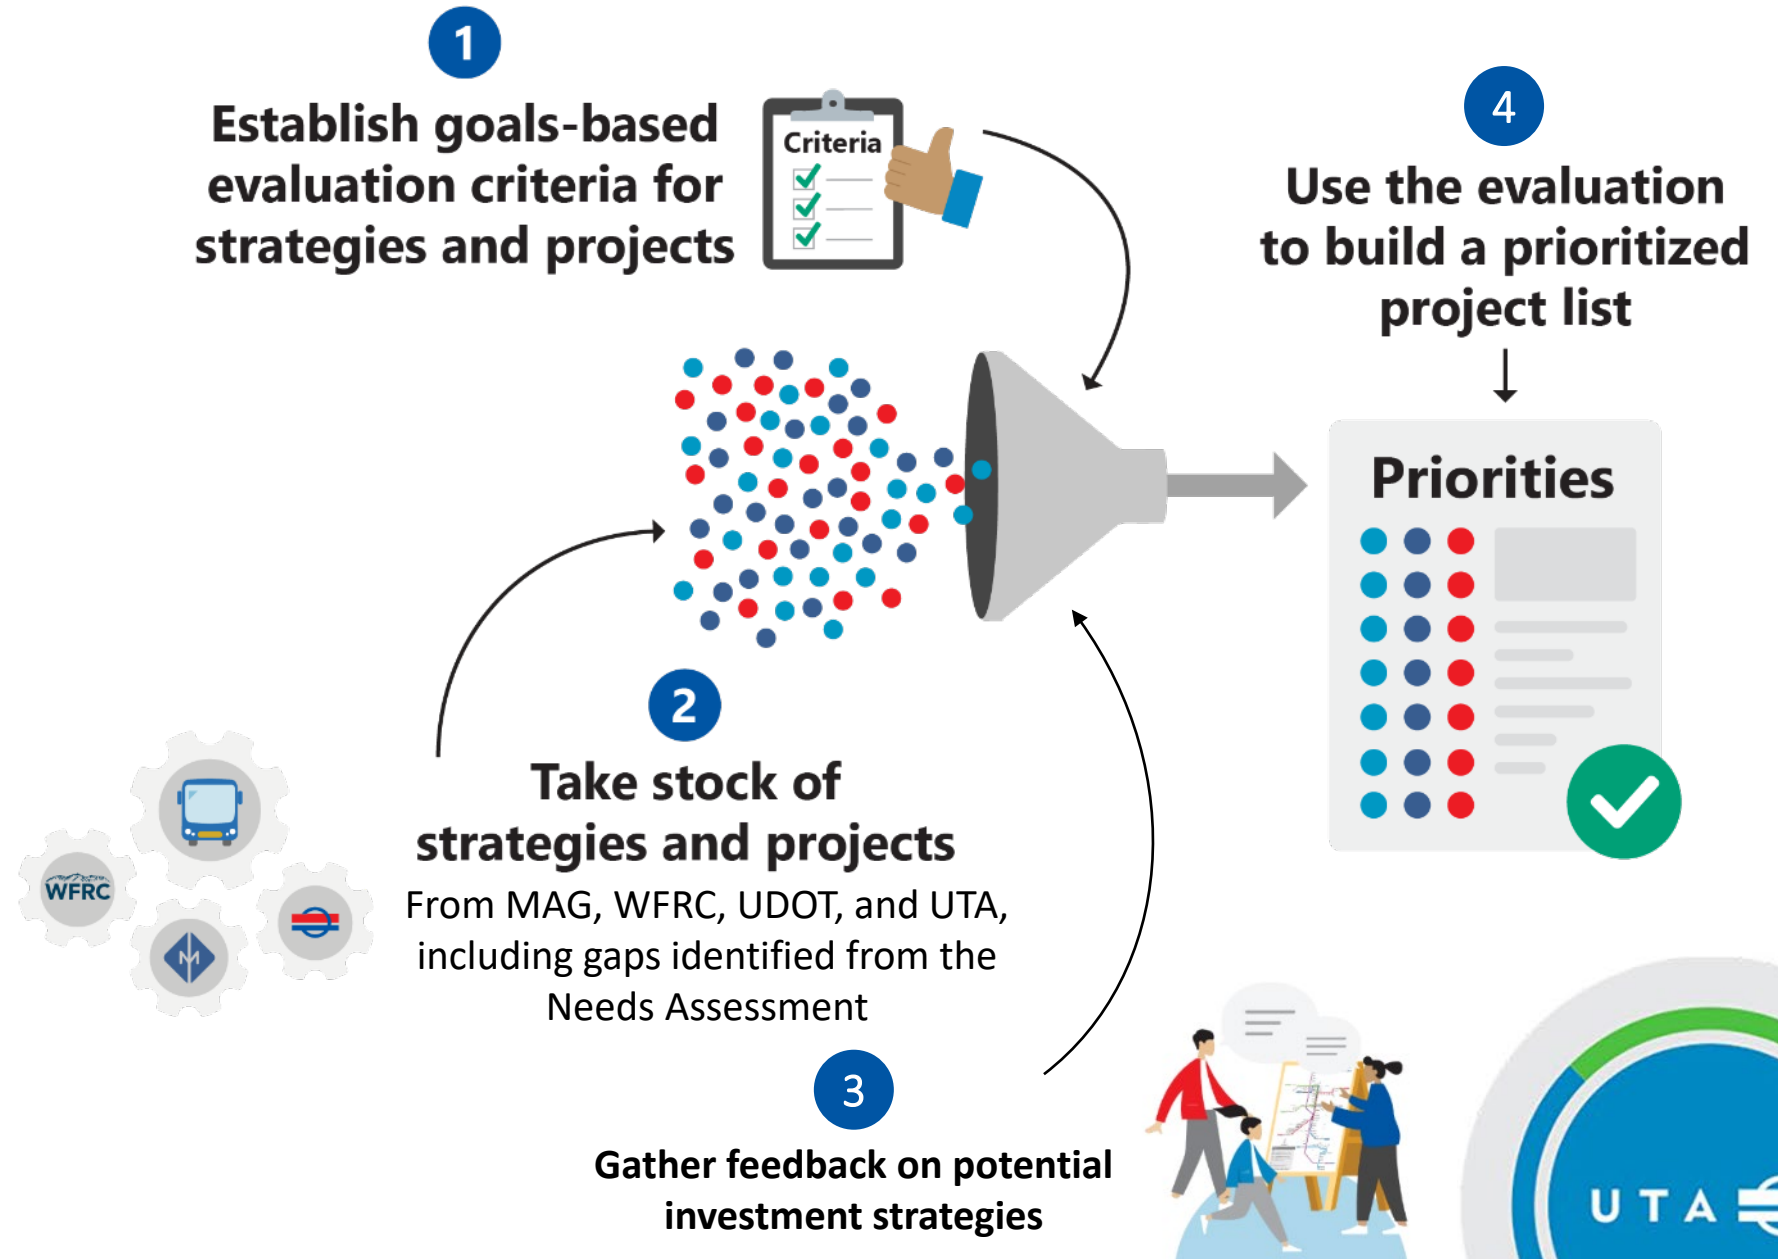 1
Establish goals-based
evaluation criteria for
strategies and projects
Criteria
4
Use the evaluation
to build a prioritized
project list
Priorities
2
Take stock of
strategies and projects
From MAG, WFRC, UDOT, and UTA,
including gaps identified from the
Needs Assessment
WFRC
M
3
Gather feedback on potential
investment strategies
UTA